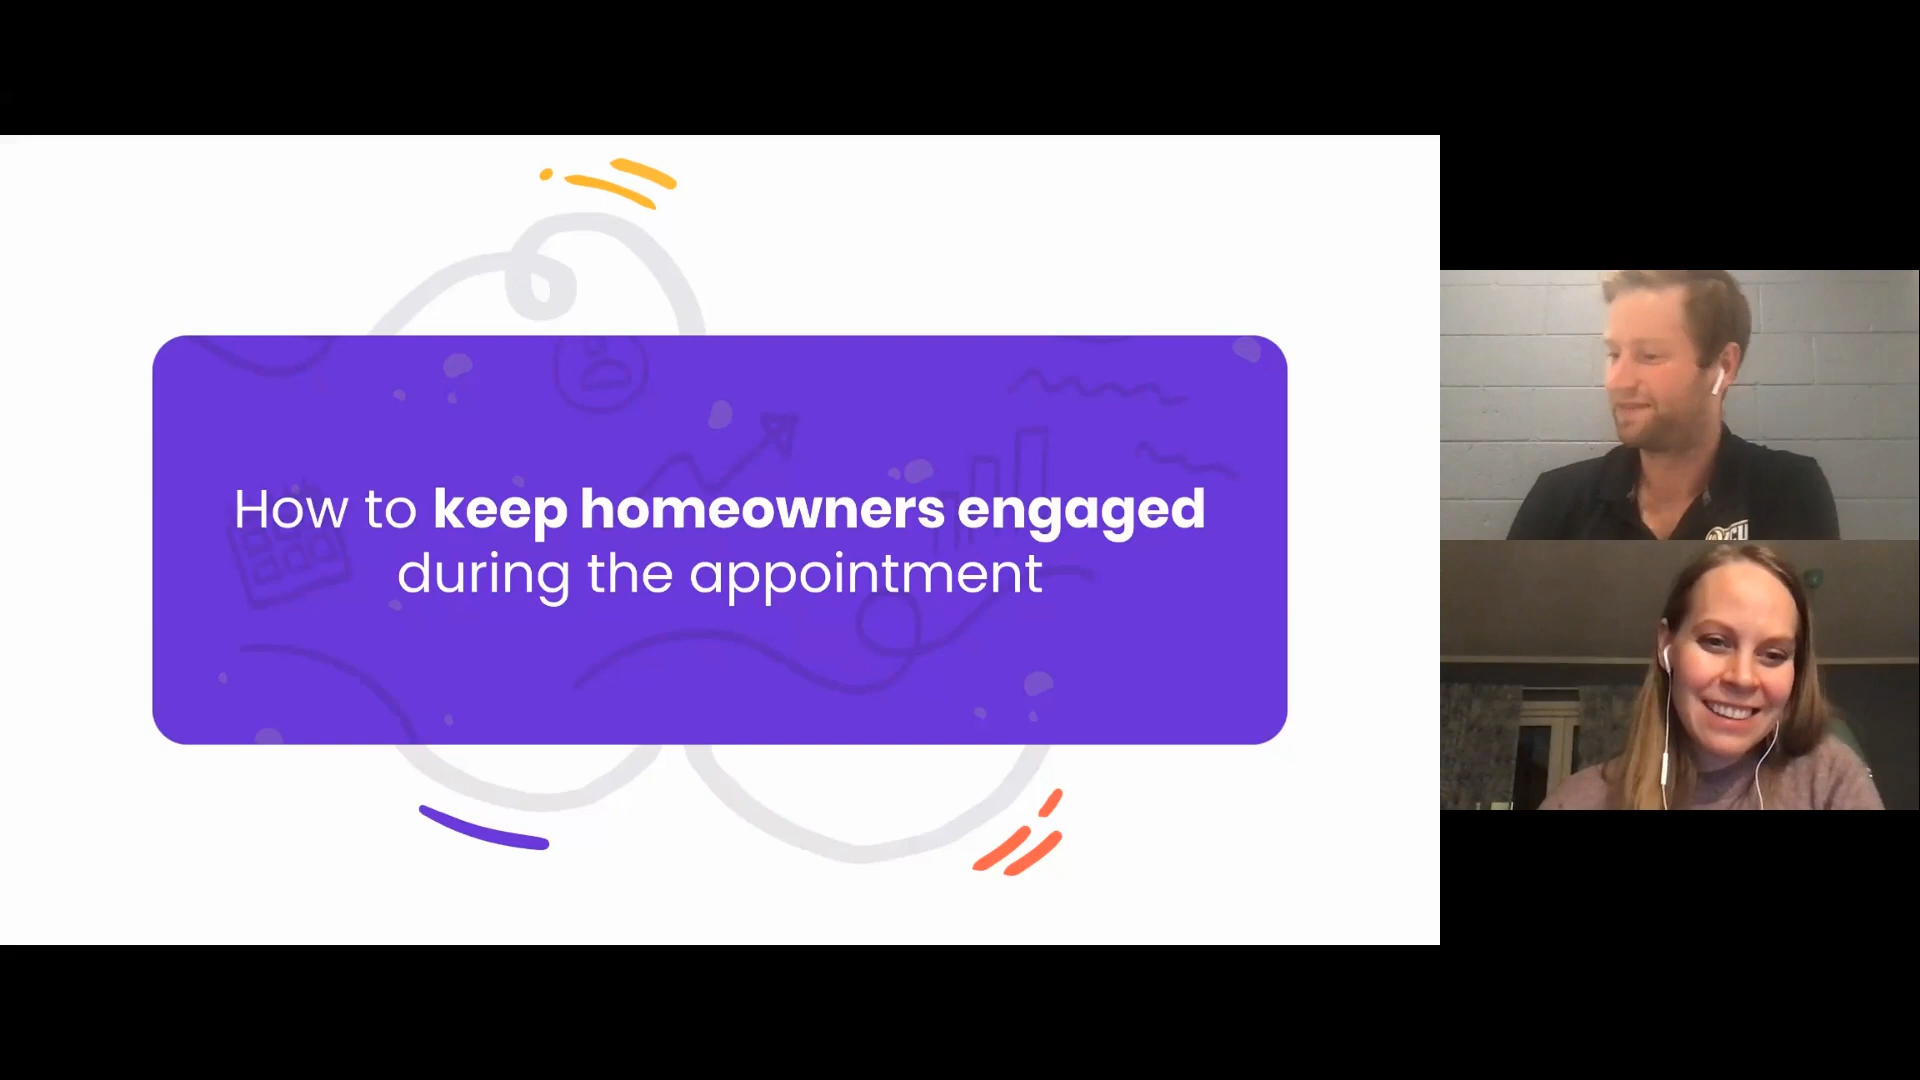 How to keep homeowners engaged
during the appointment